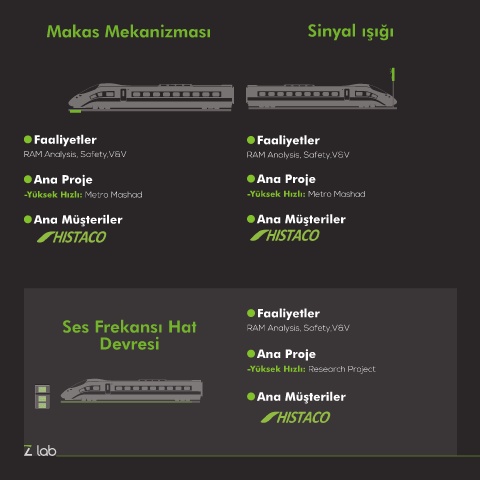 Makas Mekanizması
Faaliyetler
RAM Analysis, Safety,V&V
Ana Proje
-Yüksek Hızlı: Metro Mashad
Ana Müşteriler
HISTACO
Sinyal ışığı
Faaliyetler
RAM Analysis, Safety,V&V
Ana Proje
-Yüksek Hızlı: Metro Mashad
Ana Müşteriler
HISTACO
Ses Frekansı Hat
Devresi
Faaliyetler
RAM Analysis, Safety,V&V
Ana Proje
-Yüksek Hızlı: Research Project
Ana Müşteriler
HISTACO
Z lab